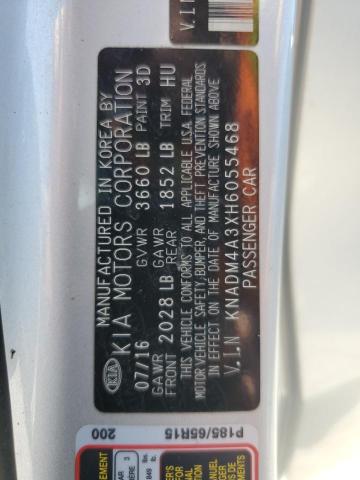 MANUFACTURED IN KOREA BY
KIA KIA MOTORS CORPORATION
07/16 GVWR 3660 LB PAINT 3D
GAWR FRONT 2028 LB GAWR REAR 1852 LB TRIM HU
THIS VEHICLE CONFORMS TO ALL APPLICABLE U.S.A. FEDERAL
MOTOR VEHICLE SAFETY, BUMPER, AND THEFT PREVENTION STANDARDS
IN EFFECT ON THE DATE OF MANUFACTURE SHOWN ABOVE
V.I.N KNADM4A3XH6055468
PASSENGER CAR
V.I.N
200 P185/65R15